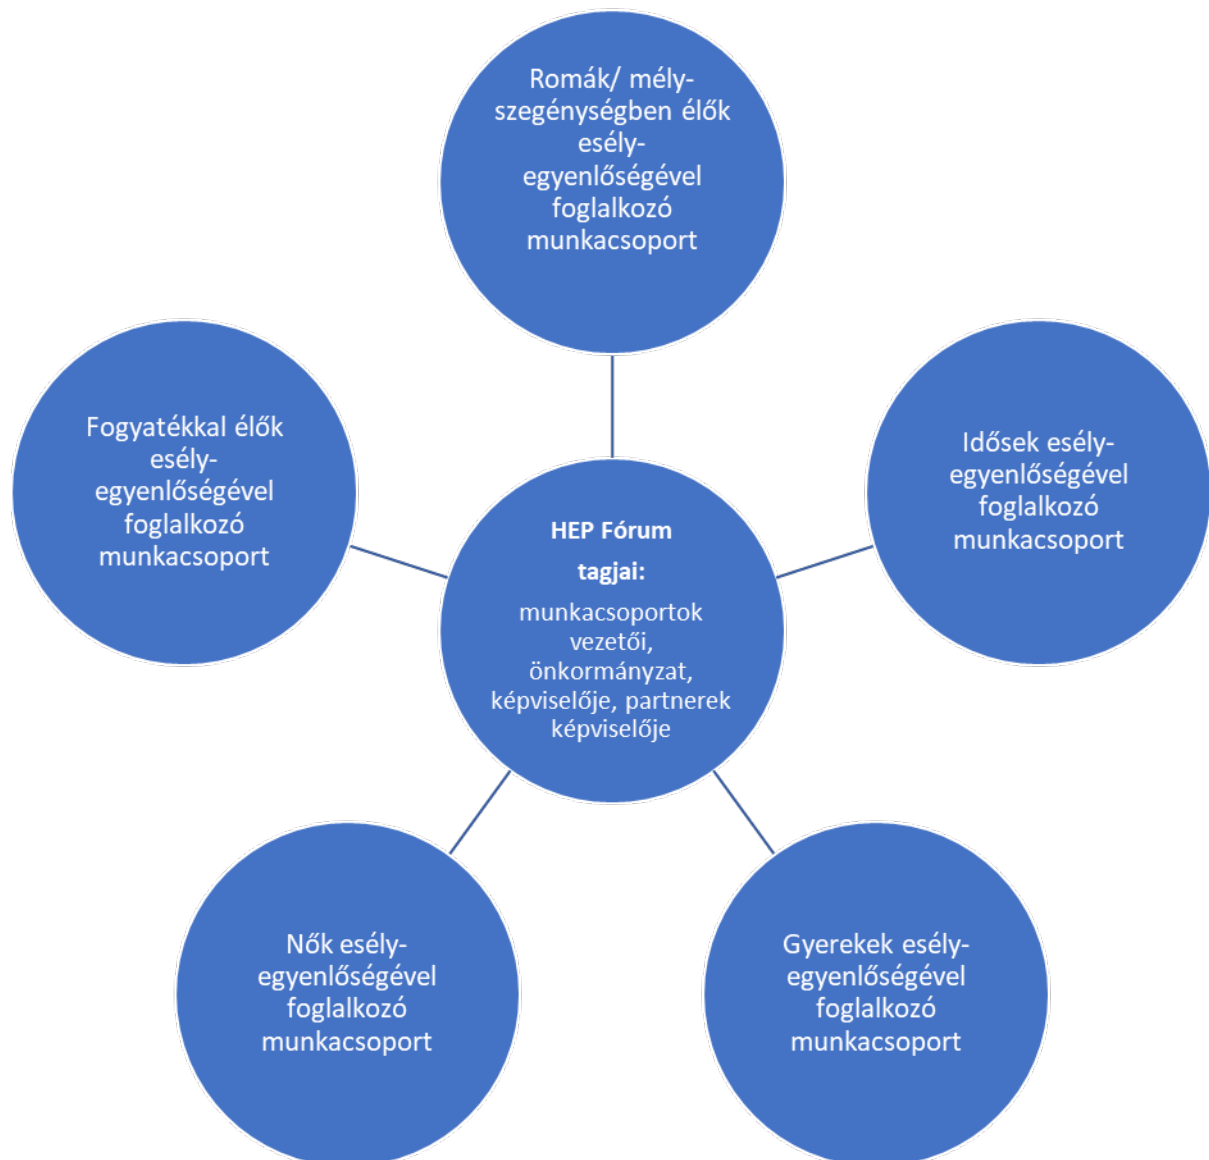 Romák/ mély-
szegénységben élők
esély-
egyenlőségével
foglalkozó
munkacsoport
Fogyatékkal élők
esély-
egyenlőségével
foglalkozó
munkacsoport
Idősek esély-
egyenlőségével
foglalkozó
munkacsoport
HEP Fórum
tagjai:
munkacsoportok
vezetői,
önkormányzat,
képviselője, partnerek
képviselője
Nők esély-
egyenlőségével
foglalkozó
munkacsoport
Gyerekek esély-
egyenlőségével
foglalkozó
munkacsoport